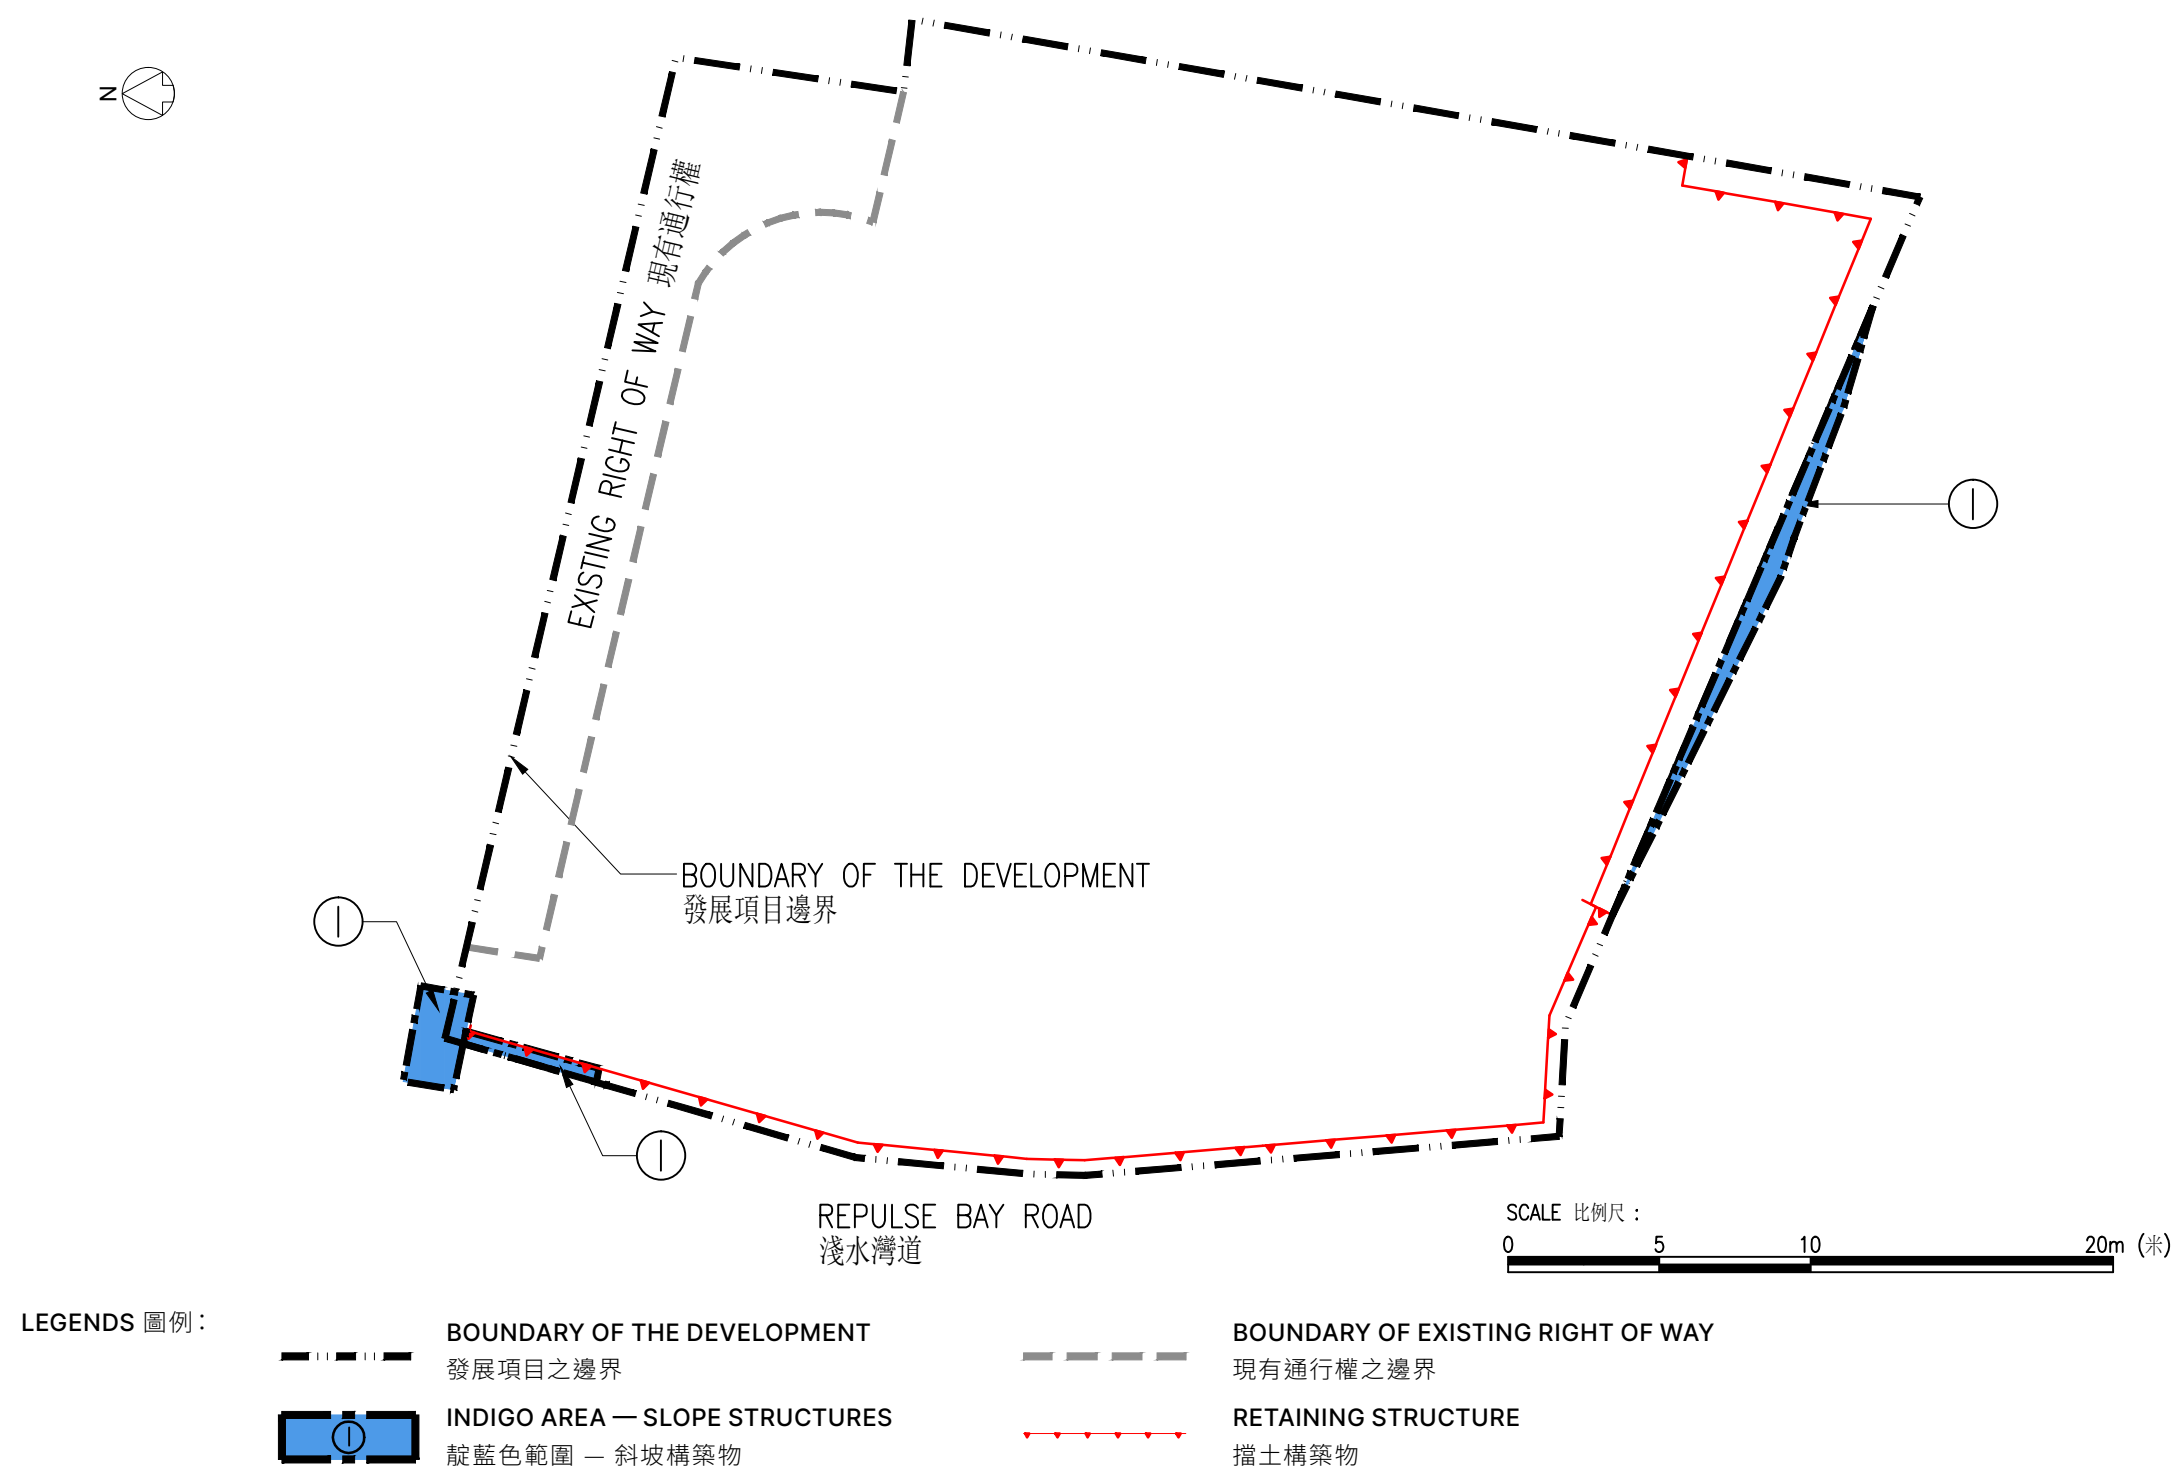 N
EXISTING RIGHT OF WAY 現有通行權
I
BOUNDARY OF THE DEVELOPMENT
發展項目邊界
I
I
REPULSE BAY ROAD
淺水灣道
SCALE 比例尺 :
0 5 10 20m (米)
LEGENDS 圖例：
BOUNDARY OF THE DEVELOPMENT
發展項目之邊界
BOUNDARY OF EXISTING RIGHT OF WAY
現有通行權之邊界
I
INDIGO AREA — SLOPE STRUCTURES
靛藍色範圍 — 斜坡構築物
RETAINING STRUCTURE
擋土構築物